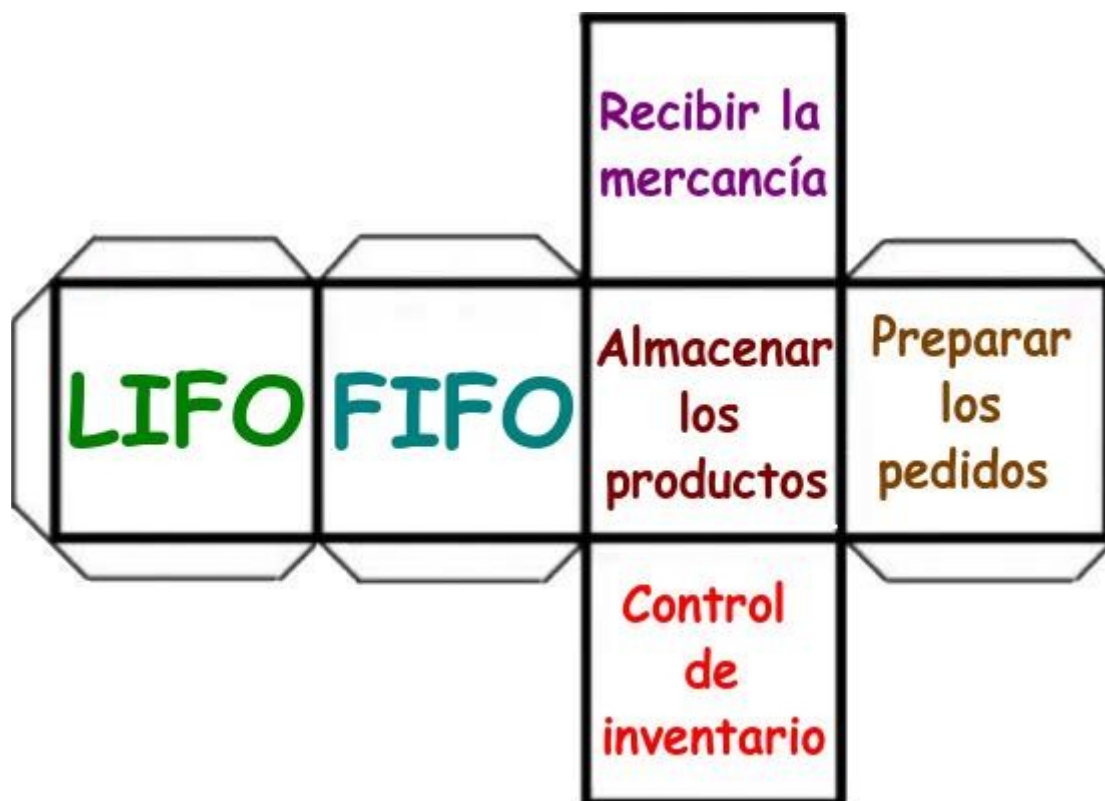 Recibir la
mercancía
LIFO
FIFO
Almacenar
los
productos
Preparar
los
pedidos
Control
de
inventario